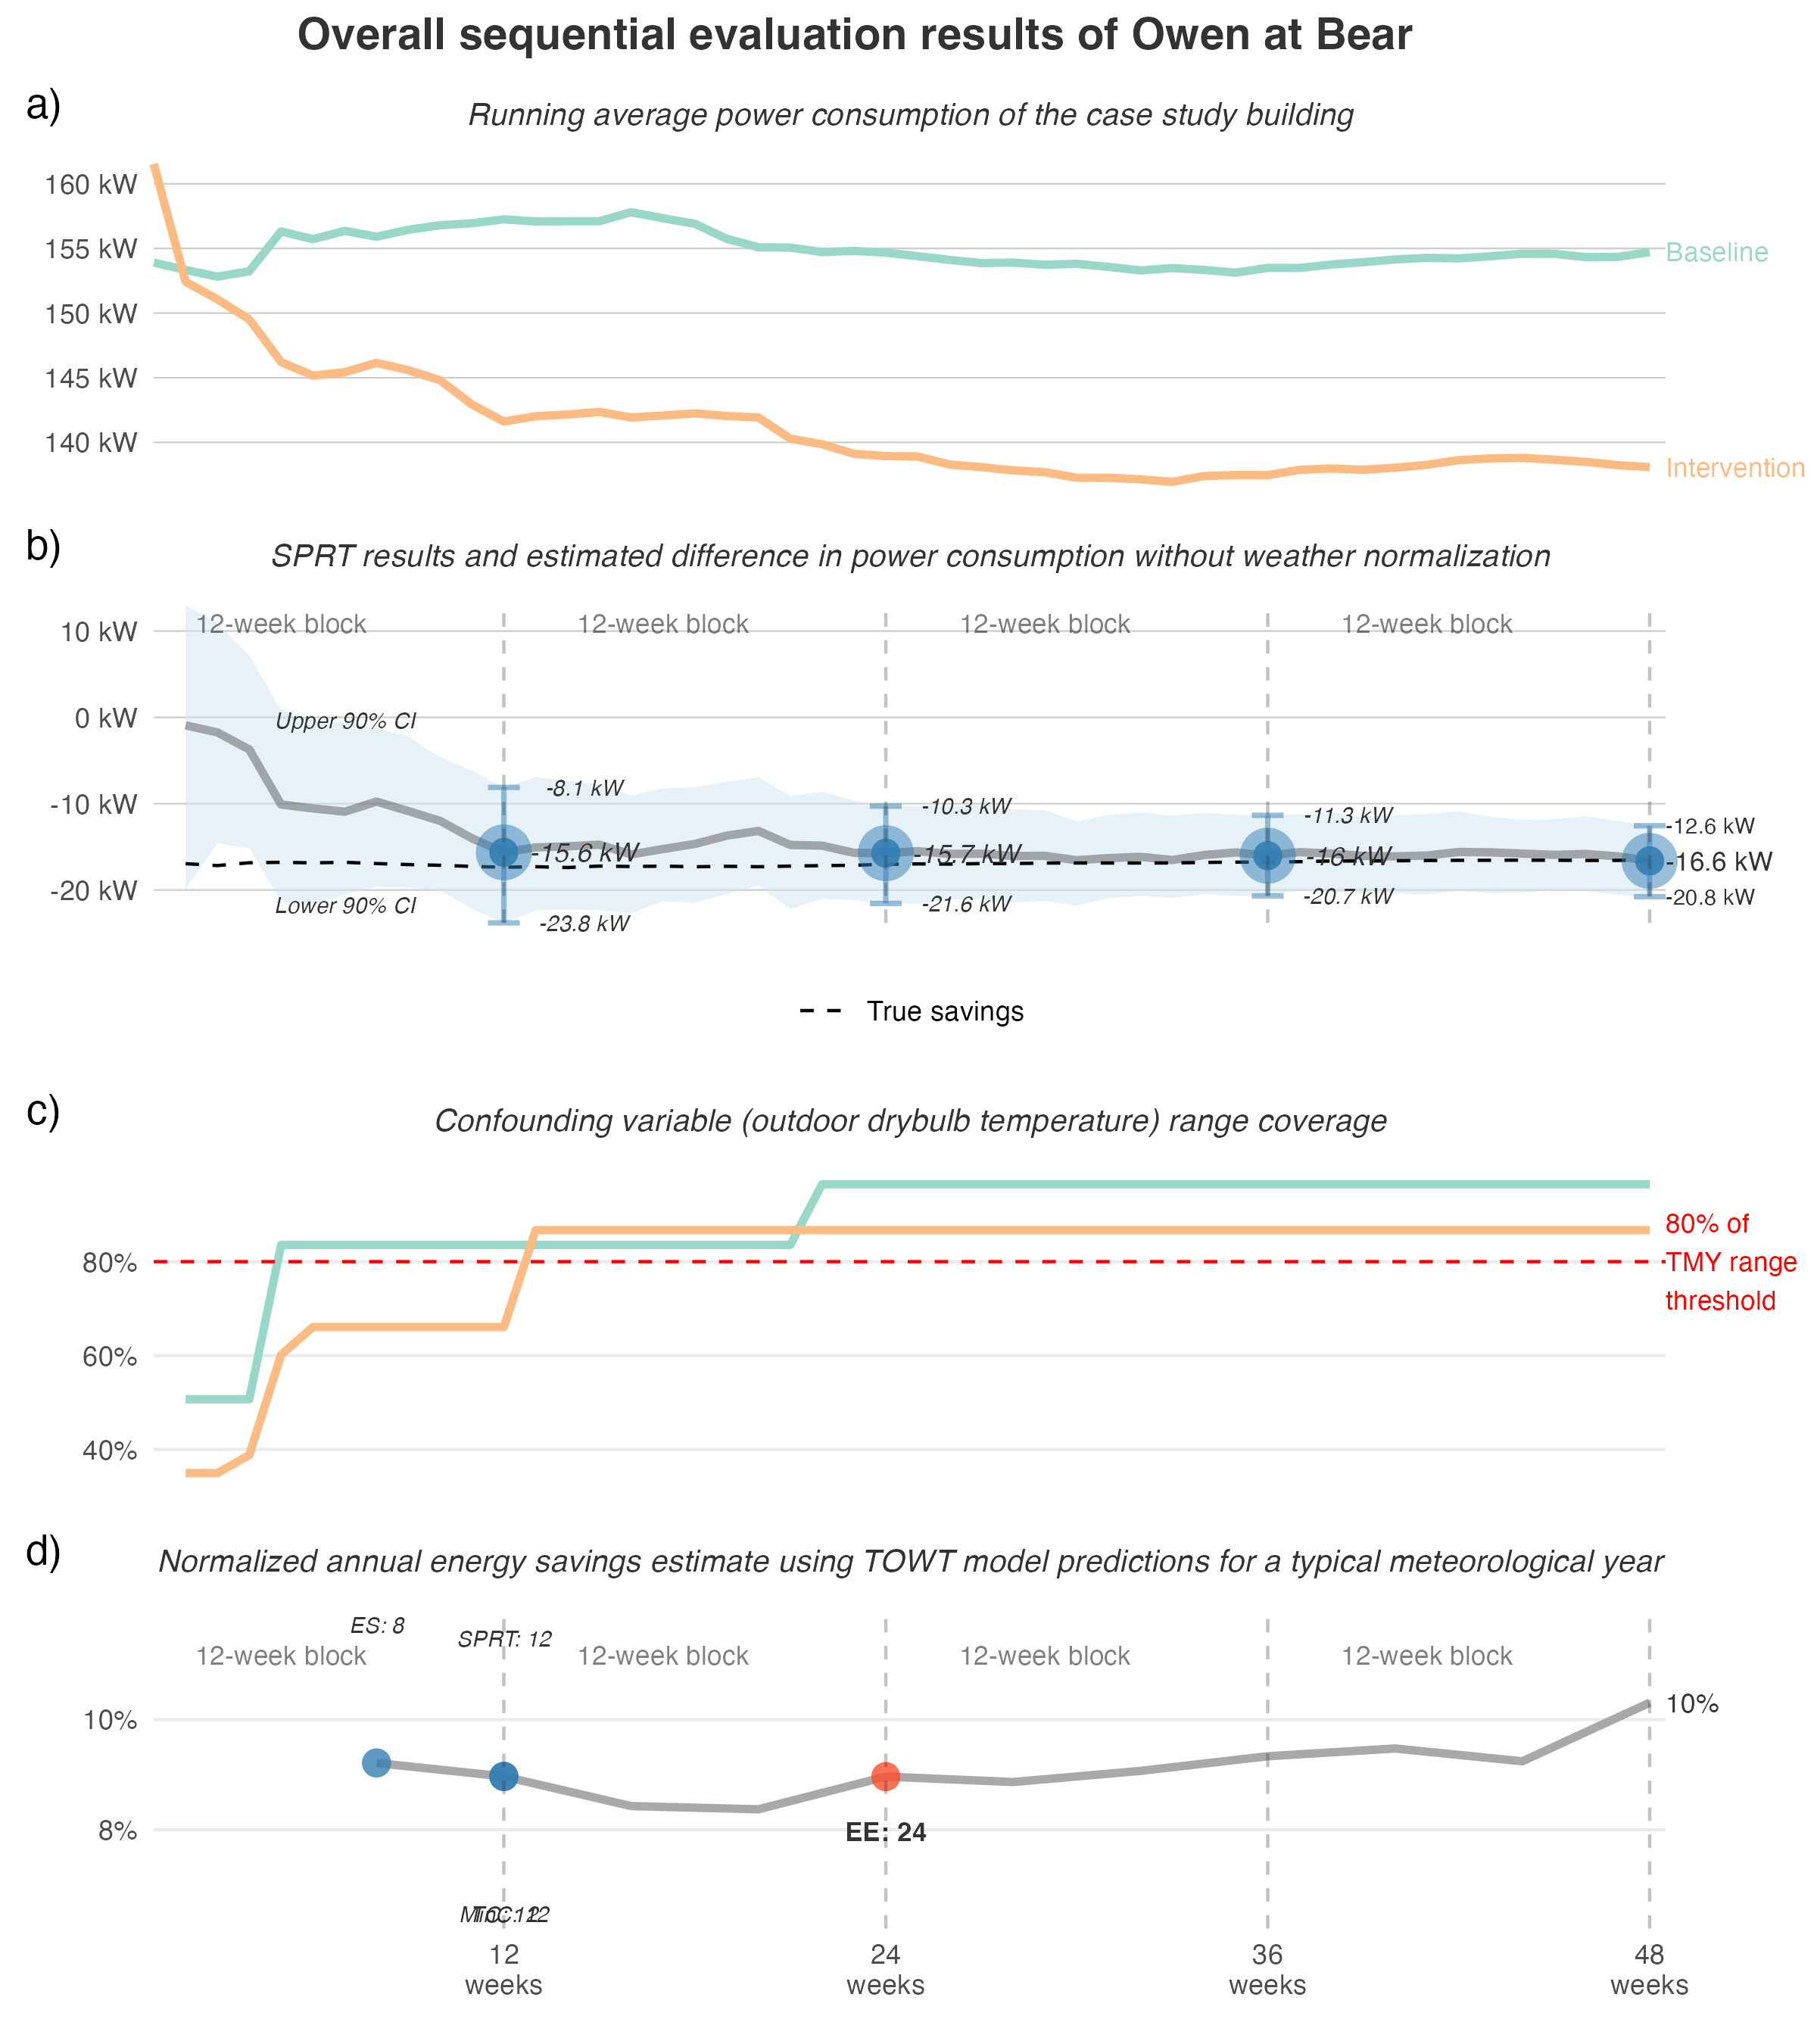 Overall sequential evaluation results of Owen at Bear
a)
Running average power consumption of the case study building
160 kW
155 kW
150 kW
145 kW
140 kW
Baseline
Intervention
b)
SPRT results and estimated difference in power consumption without weather normalization
12-week block 12-week block 12-week block 12-week block
10 kW
0 kW
-10 kW
-20 kW
Upper 90% CI
Lower 90% CI
-8.1 kW
-15.6 kW
-23.8 kW
-10.3 kW
-15.7 kW
-21.6 kW
-11.3 kW
-16 kW
-20.7 kW
-12.6 kW
-16.6 kW
-20.8 kW
True savings
c)
Confounding variable (outdoor drybulb temperature) range coverage
80%
60%
40%
80% of
TMY range
threshold
d)
Normalized annual energy savings estimate using TOWT model predictions for a typical meteorological year
ES: 8
SPRT: 12
12-week block 12-week block 12-week block 12-week block
10%
8%
10%
EE: 24
12
weeks
24
weeks
36
weeks
48
weeks